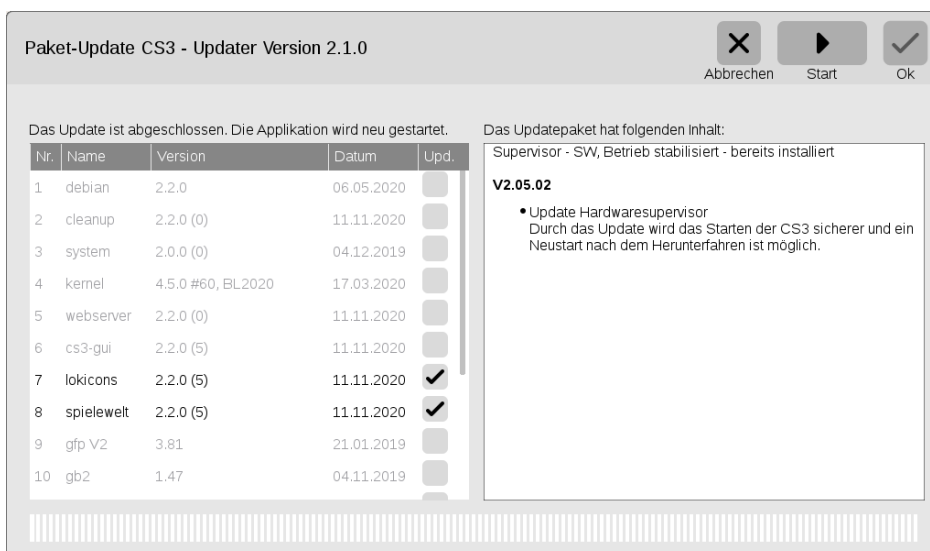 Paket-Update CS3 - Updater Version 2.1.0
Abbrechen Start Ok
Das Update ist abgeschlossen. Die Applikation wird neu gestartet.
Nr. Name Version Datum Upd.
1 debian 2.2.0 06.05.2020
2 cleanup 2.2.0 (0) 11.11.2020
3 system 2.0.0 (0) 04.12.2019
4 kernel 4.5.0 #60, BL2020 17.03.2020
5 webserver 2.2.0 (0) 11.11.2020
6 cs3-gui 2.2.0 (5) 11.11.2020
7 lokicons 2.2.0 (5) 11.11.2020
8 spielewelt 2.2.0 (5) 11.11.2020
9 gfp V2 3.81 21.01.2019
10 gb2 1.47 04.11.2019
Das Updatepaket hat folgenden Inhalt:
Supervisor - SW, Betrieb stabilisiert - bereits installiert
V2.05.02
• Update Hardwaresupervisor
Durch das Update wird das Starten der CS3 sicherer und ein
Neustart nach dem Herunterfahren ist möglich.